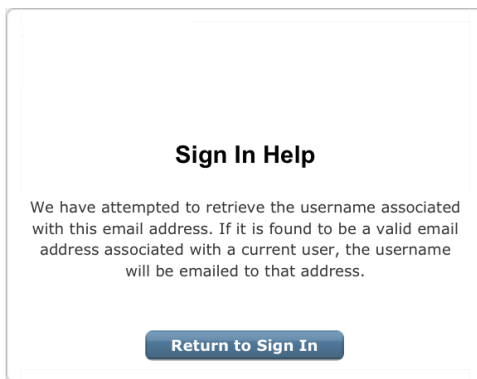 Sign In Help
We have attempted to retrieve the username associated
with this email address. If it is found to be a valid email
address associated with a current user, the username
will be emailed to that address.
Return to Sign In